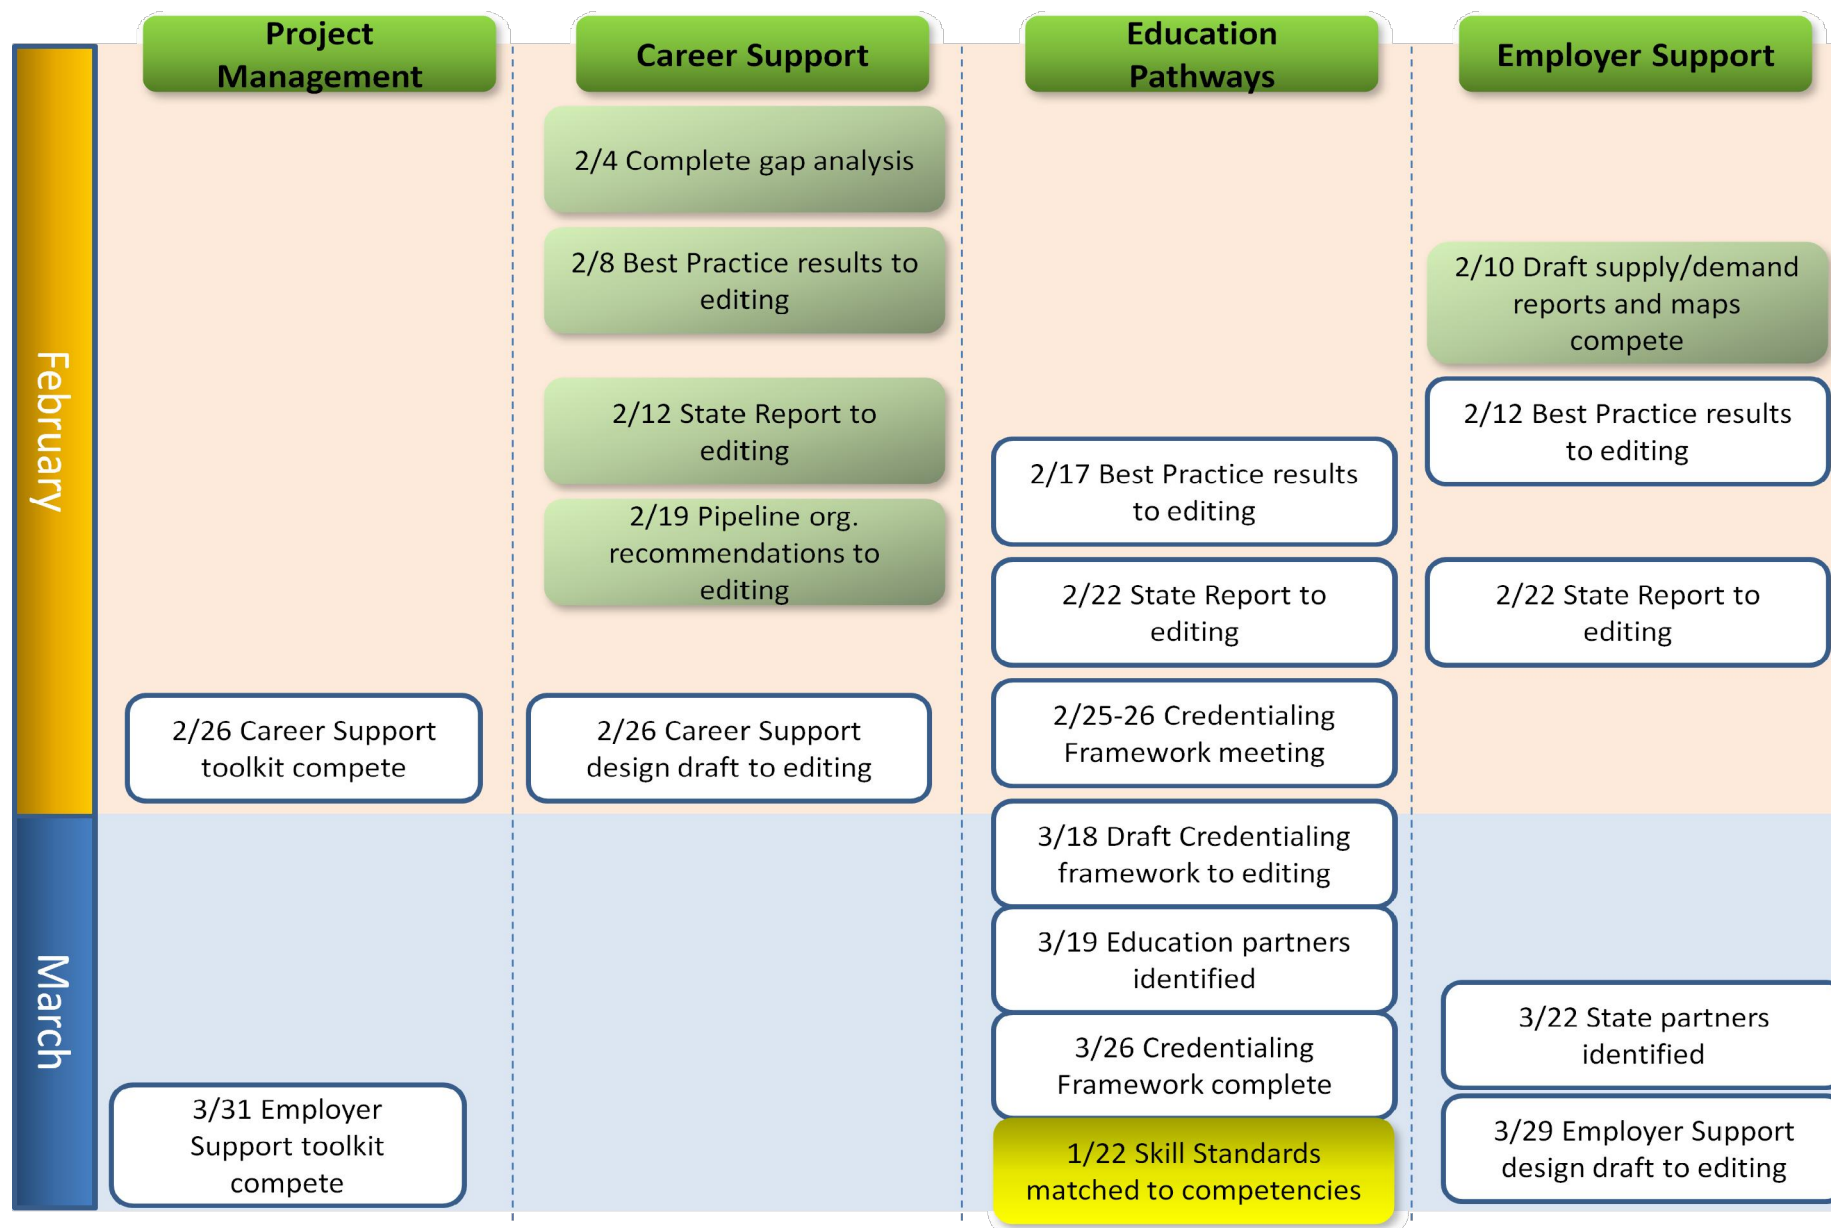 Project
Management
Career Support
Education
Pathways
Employer Support
February
2/4 Complete gap analysis
2/8 Best Practice results to
editing
2/12 State Report to
editing
2/19 Pipeline org.
recommendations to
editing
2/10 Draft supply/demand
reports and maps
compete
2/12 Best Practice results
to editing
2/17 Best Practice results
to editing
2/22 State Report to
editing
2/22 State Report to
editing
2/26 Career Support
toolkit compete
2/26 Career Support
design draft to editing
2/25-26 Credentialing
Framework meeting
March
3/18 Draft Credentialing
framework to editing
3/19 Education partners
identified
3/26 Credentialing
Framework complete
3/22 State partners
identified
3/31 Employer
Support toolkit
compete
1/22 Skill Standards
matched to competencies
3/29 Employer Support
design draft to editing